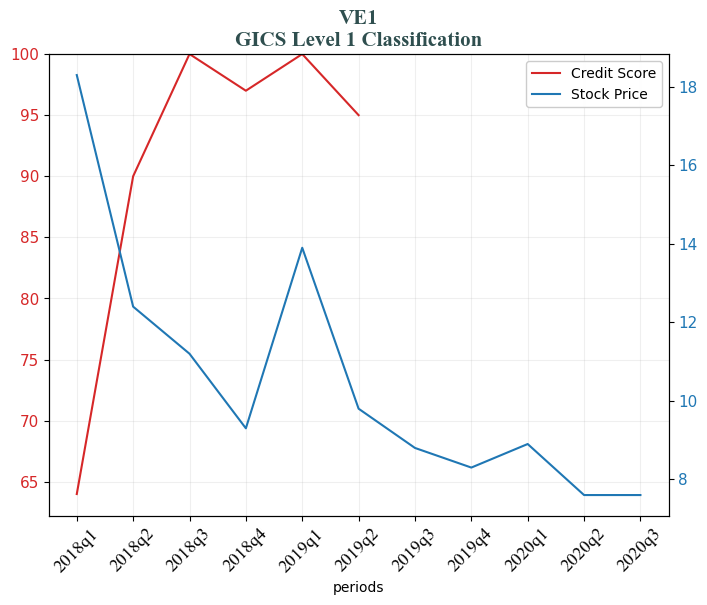 VE1
GICS Level 1 Classification
Credit Score
Stock Price
100
95
90
85
80
75
70
65
18
16
14
12
10
8
2018q1
2018q2
2018q3
2018q4
2019q1
2019q2
2019q3
2019q4
2020q1
2020q2
2020q3
periods